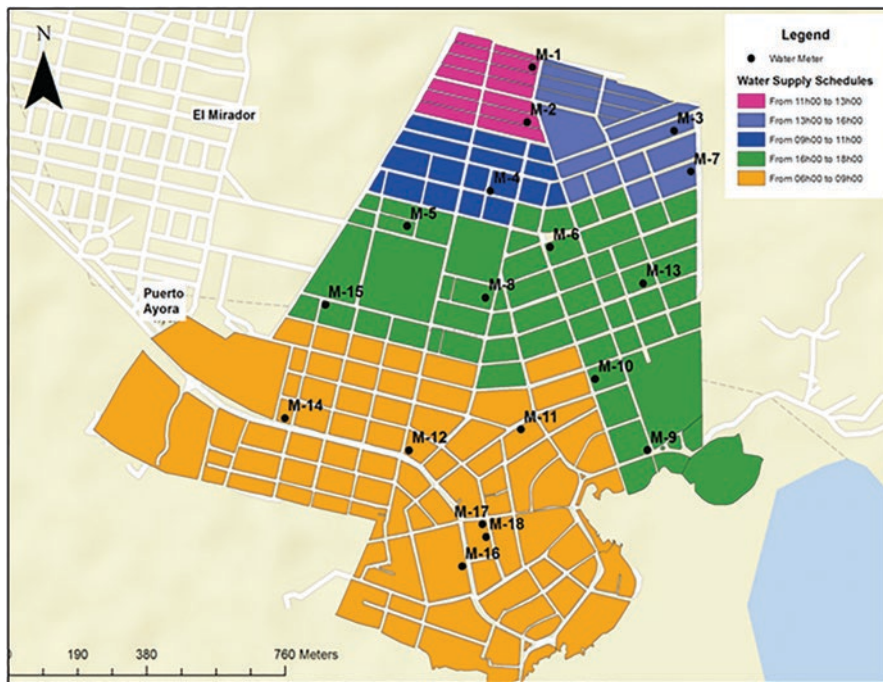 N
El Mirador
Puerto
Ayora
M-1
M-2
M-3
M-7
M-4
M-5
M-6
M-13
M-8
M-15
M-10
M-14
M-11
M-12
M-9
M-17
M-18
M-16
Legend
Water Meter
Water Supply Schedules
From 11h00 to 13h00
From 13h00 to 16h00
From 09h00 to 11h00
From 16h00 to 18h00
From 06h00 to 09h00
0 190 380 760 Meters